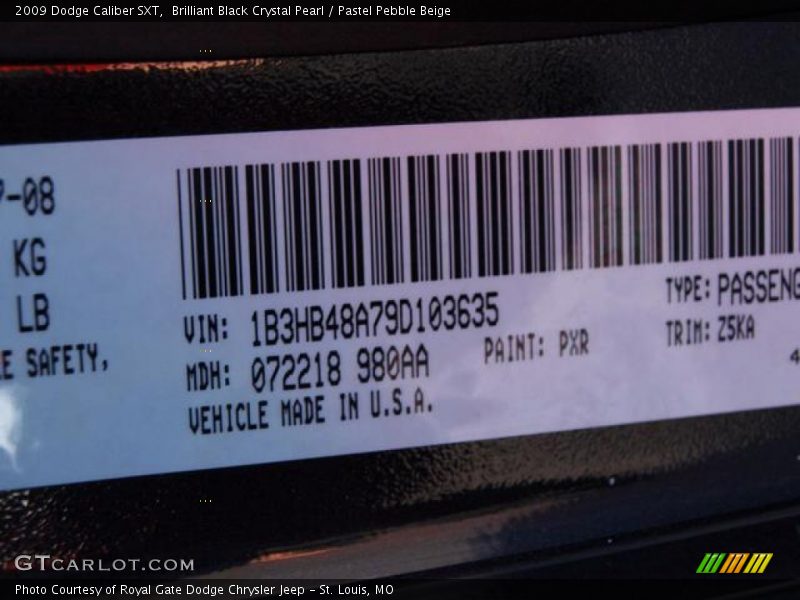 2009 Dodge Caliber SXT,  Brilliant Black Crystal Pearl / Pastel Pebble Beige
-08
KG
LB
E SAFETY,
VIN: 1B3HB48A79D103635
MDH: 072218 980AA
VEHICLE MADE IN U.S.A.
PAINT: PXR
TYPE: PASSENG
TRIM: Z5KA
4
GTCARLOT.COM
Photo Courtesy of Royal Gate Dodge Chrysler Jeep - St. Louis, MO